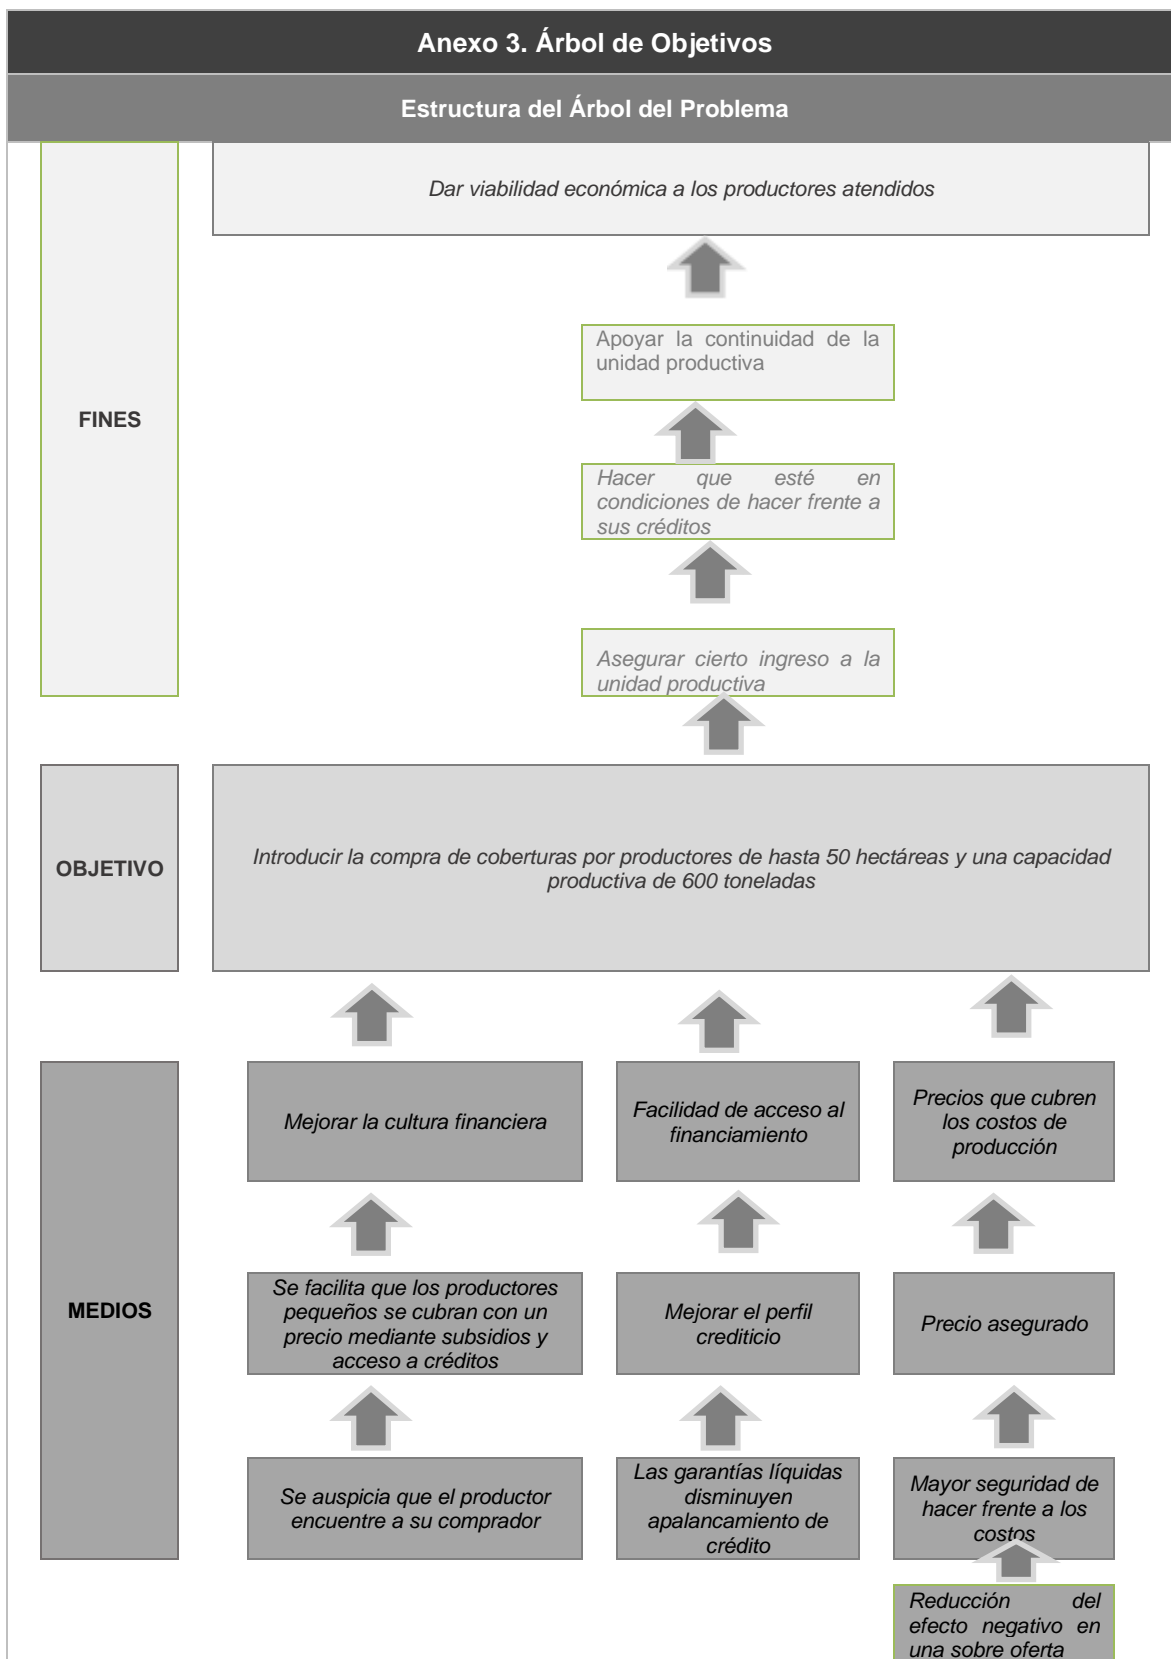 Anexo 3. Árbol de Objetivos
Estructura del Árbol del Problema
Dar viabilidad económica a los productores atendidos
Apoyar la continuidad de la
unidad productiva
FINES
Hacer que esté en
condiciones de hacer frente a
sus créditos
Asegurar cierto ingreso a la
unidad productiva
OBJETIVO
Introducir la compra de coberturas por productores de hasta 50 hectáreas y una capacidad
productiva de 600 toneladas
Mejorar la cultura financiera
Facilidad de acceso al
financiamiento
Precios que cubren
los costos de
producción
MEDIOS
Se facilita que los productores
pequeños se cubran con un
precio mediante subsidios y
acceso a créditos
Mejorar el perfil
crediticio
Precio asegurado
Se auspicia que el productor
encuentre a su comprador
Las garantías líquidas
disminuyen
apalancamiento de
crédito
Mayor seguridad de
hacer frente a los
costos
Reducción del
efecto negativo en
una sobre oferta